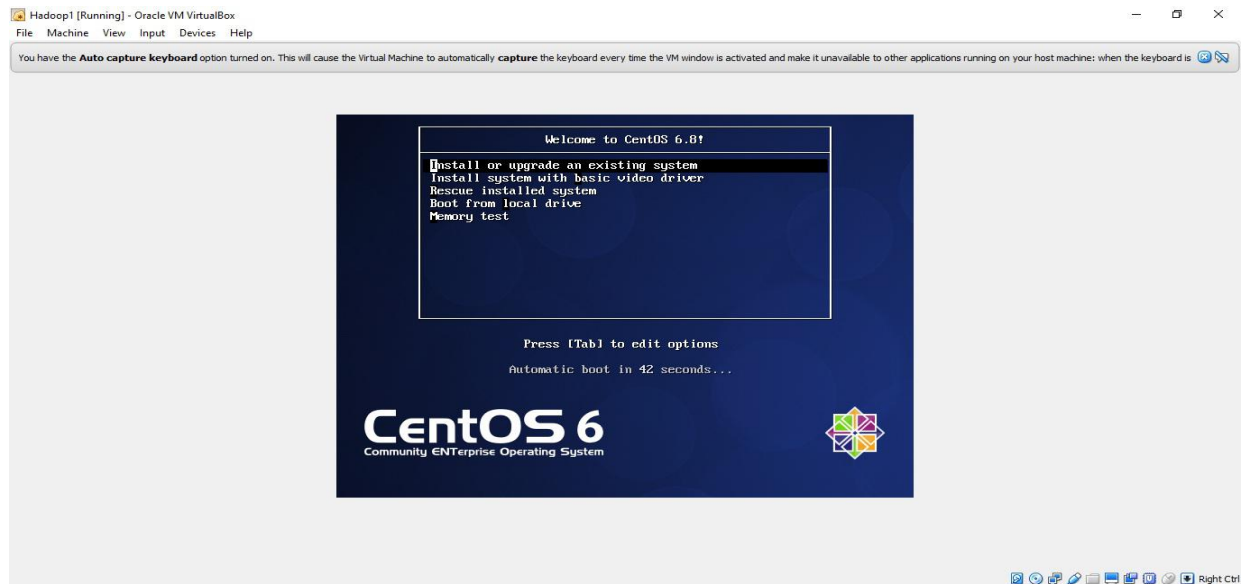 Hadoop1 [Running] - Oracle VM VirtualBox
File Machine View Input Devices Help
You have the Auto capture keyboard option turned on. This will cause the Virtual Machine to automatically capture the keyboard every time the VM window is activated and make it unavailable to other applications running on your host machine: when the keyboard is
Welcome to CentOS 6.8!
Install or upgrade an existing system
Install system with basic video driver
Rescue installed system
Boot from local drive
Memory test
Press [Tab] to edit options
Automatic boot in 42 seconds...
CentOS 6
Community ENTerprise Operating System
Right Ctrl